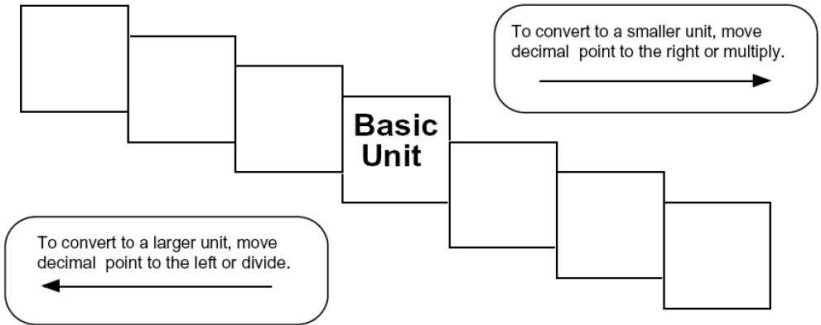 To convert to a smaller unit, move
decimal point to the right or multiply.
Basic
Unit
To convert to a larger unit, move
decimal point to the left or divide.